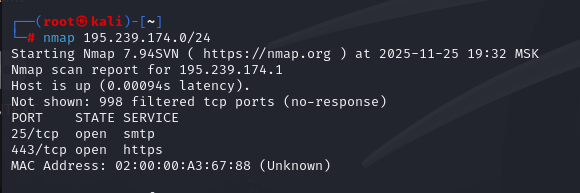 ┌──(root㉿kali)-[~]
└─# nmap 195.239.174.0/24
Starting Nmap 7.94SVN ( https://nmap.org ) at 2025-11-25 19:32 MSK
Nmap scan report for 195.239.174.1
Host is up (0.00094s latency).
Not shown: 998 filtered tcp ports (no-response)
PORT    STATE SERVICE
25/tcp  open  smtp
443/tcp open  https
MAC Address: 02:00:00:A3:67:88 (Unknown)